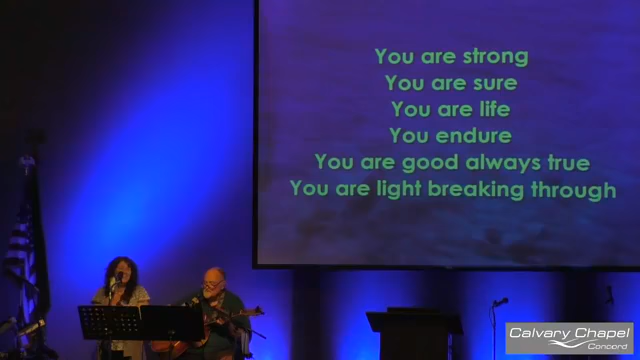 You are strong
You are sure
You are life
You endure
You are good always true
You are light breaking through
Calvary Chapel
Concord